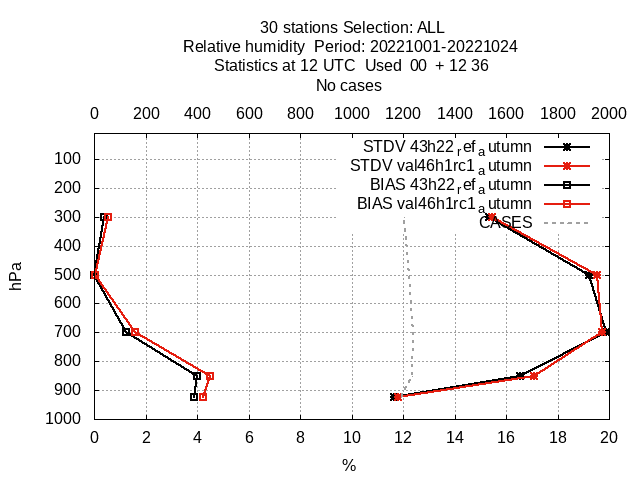 30 stations Selection: ALL
Relative humidity  Period: 20221001-20221024
Statistics at 12 UTC  Used  00  + 12 36
No cases
0 200 400 600 800 1000 1200 1400 1600 1800 2000
STDV 43h22ref_autumn
STDV val46h1rc1_autumn
BIAS 43h22ref_autumn
BIAS val46h1rc1_autumn
CASES
100
200
300
400
500
600
700
800
900
1000
hPa
0 2 4 6 8 10 12 14 16 18 20
%